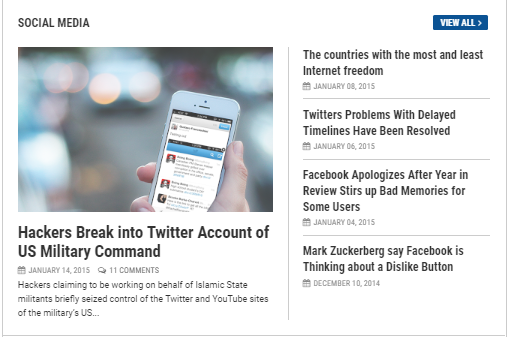 SOCIAL MEDIA
VIEW ALL >
Hackers Break into Twitter Account of
US Military Command
JANUARY 14, 2015 11 COMMENTS
Hackers claiming to be working on behalf of Islamic State
militants briefly seized control of the Twitter and YouTube sites
of the military's US...
The countries with the most and least
Internet freedom
JANUARY 08, 2015
Twitters Problems With Delayed
Timelines Have Been Resolved
JANUARY 06, 2015
Facebook Apologizes After Year in
Review Stirs up Bad Memories for
Some Users
JANUARY 04, 2015
Mark Zuckerberg say Facebook is
Thinking about a Dislike Button
DECEMBER 10, 2014